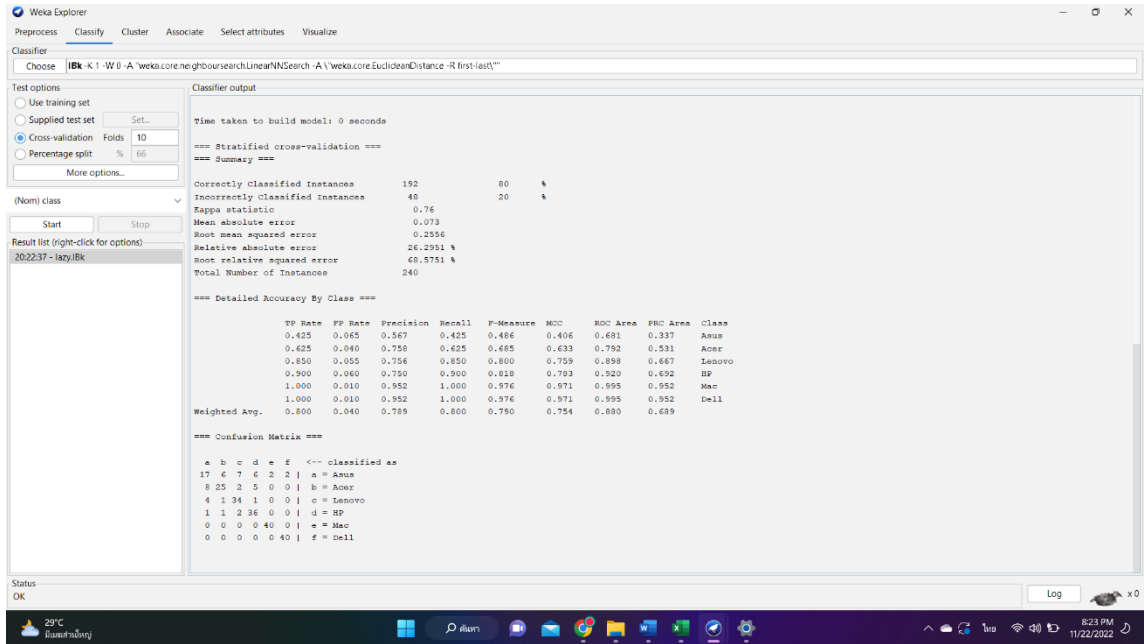 Weka Explorer
Preprocess Classify Cluster Associate Select attributes Visualize
Classifier
Choose IBk -K 1 -W 0 -A "weka.core.neighboursearch.LinearNNSearch -A \"weka.core.EuclideanDistance -R first-last\""
Test options
Use training set
Supplied test set Set...
Cross-validation Folds 10
Percentage split % 66
More options...
(Nom) class
Start Stop
Result list (right-click for options)
20:22:37 - lazy.IBk
Classifier output
Time taken to build model: 0 seconds
=== Stratified cross-validation ===
=== Summary ===
Correctly Classified Instances 192 80 %
Incorrectly Classified Instances 48 20 %
Kappa statistic 0.76
Mean absolute error 0.073
Root mean squared error 0.2556
Relative absolute error 26.2951 %
Root relative squared error 68.5751 %
Total Number of Instances 240
=== Detailed Accuracy By Class ===
TP Rate FP Rate Precision Recall F-Measure MCC ROC Area PRC Area Class
0.425 0.065 0.567 0.425 0.486 0.406 0.681 0.337 Asus
0.625 0.040 0.758 0.625 0.685 0.633 0.792 0.531 Acer
0.850 0.055 0.756 0.850 0.800 0.759 0.898 0.667 Lenovo
0.900 0.060 0.750 0.900 0.818 0.783 0.920 0.692 HP
1.000 0.010 0.952 1.000 0.976 0.971 0.995 0.952 Mac
1.000 0.010 0.952 1.000 0.976 0.971 0.995 0.952 Dell
Weighted Avg. 0.800 0.040 0.789 0.800 0.790 0.754 0.880 0.689
=== Confusion Matrix ===
a b c d e f <-- classified as
17 6 7 6 2 2 | a = Asus
8 25 2 5 0 0 | b = Acer
4 1 34 1 0 0 | c = Lenovo
1 1 2 36 0 0 | d = HP
0 0 0 0 40 0 | e = Mac
0 0 0 0 0 40 | f = Dell
Status
OK
Log x 0
29°C
มีเมฆส่วนใหญ่
ค้นหา
ไทย
8:23 PM
11/22/2022